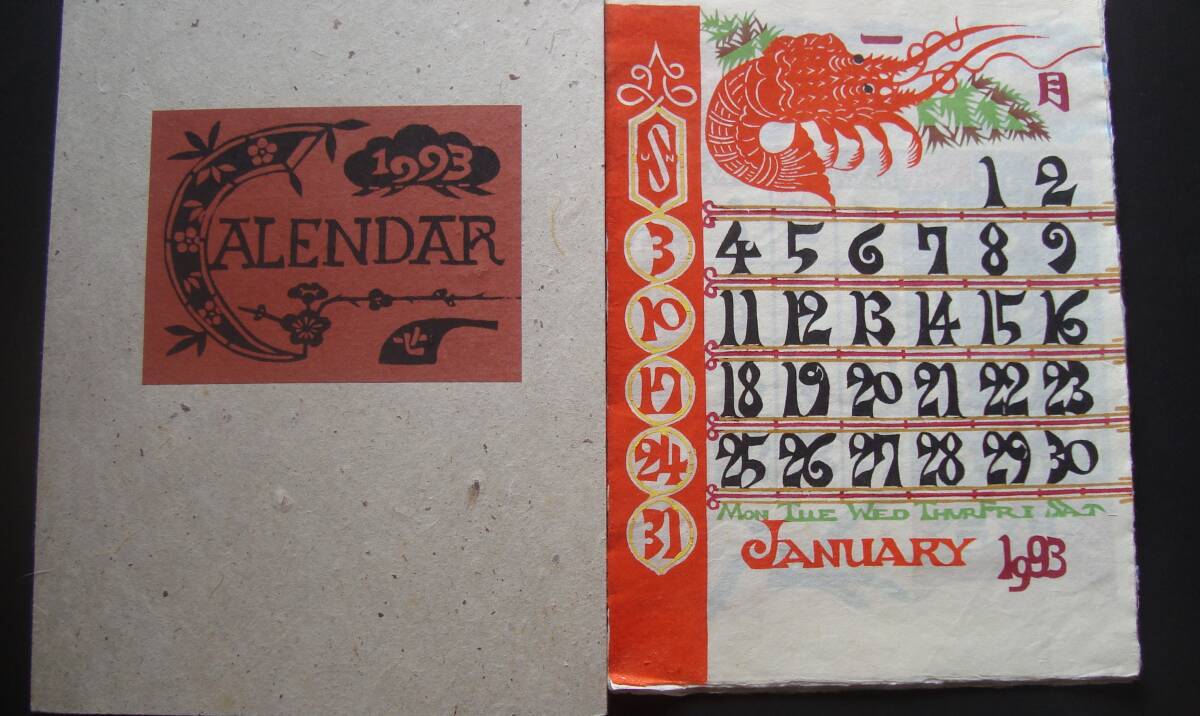 1993
CALENDAR
一
月
S 1 2
3 4 5 6 7 8 9
10 11 12 13 14 15 16
17 18 19 20 21 22 23
24 25 26 27 28 29 30
31 MON TUE WED THUR FRI SAT
JANUARY 1993